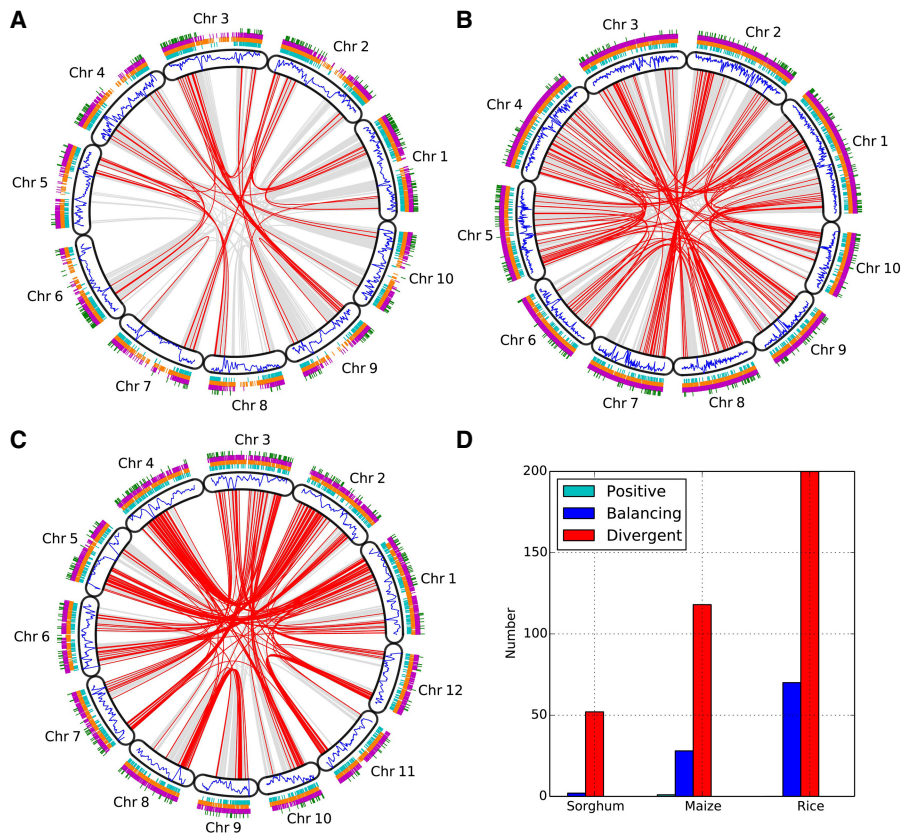 A
Chr 3
Chr 2
Chr 4
Chr 1
Chr 5
Chr 10
Chr 6
Chr 9
Chr 7
Chr 8
B
Chr 3
Chr 2
Chr 4
Chr 1
Chr 5
Chr 10
Chr 6
Chr 9
Chr 7
Chr 8
C
Chr 3
Chr 4
Chr 2
Chr 5
Chr 1
Chr 6
Chr 12
Chr 7
Chr 11
Chr 8
Chr 10
Chr 9
D
200
150
100
50
0
Number
Positive
Balancing
Divergent
Sorghum
Maize
Rice